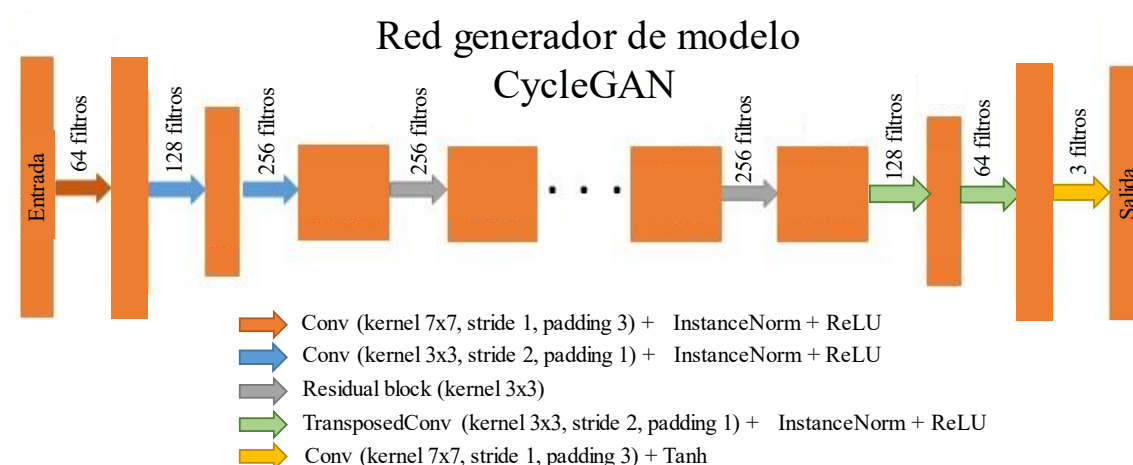 Red generador de modelo
CycleGAN
Entrada
64 filtros
128 filtros
256 filtros
256 filtros
. . .
256 filtros
128 filtros
64 filtros
3 filtros
Salida
Conv (kernel 7x7, stride 1, padding 3) + InstanceNorm + ReLU
Conv (kernel 3x3, stride 2, padding 1) + InstanceNorm + ReLU
Residual block (kernel 3x3)
TransposedConv (kernel 3x3, stride 2, padding 1) + InstanceNorm + ReLU
Conv (kernel 7x7, stride 1, padding 3) + Tanh